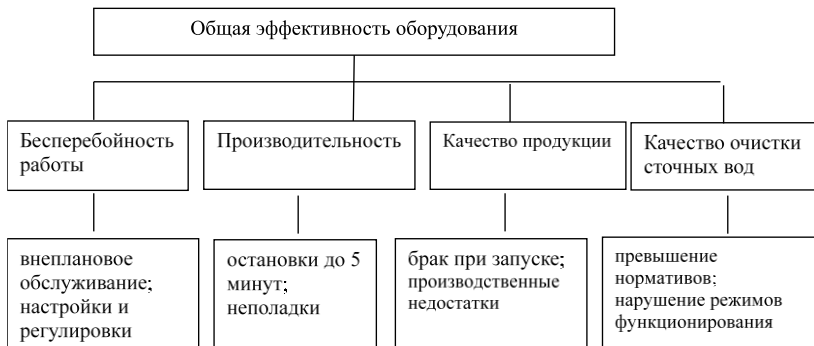 Общая эффективность оборудования
Бесперебойность
работы
Производительность
Качество продукции
Качество очистки
сточных вод
внеплановое
обслуживание;
настройки и
регулировки
остановки до 5
минут;
неполадки
брак при запуске;
производственные
недостатки
превышение
нормативов;
нарушение режимов
функционирования